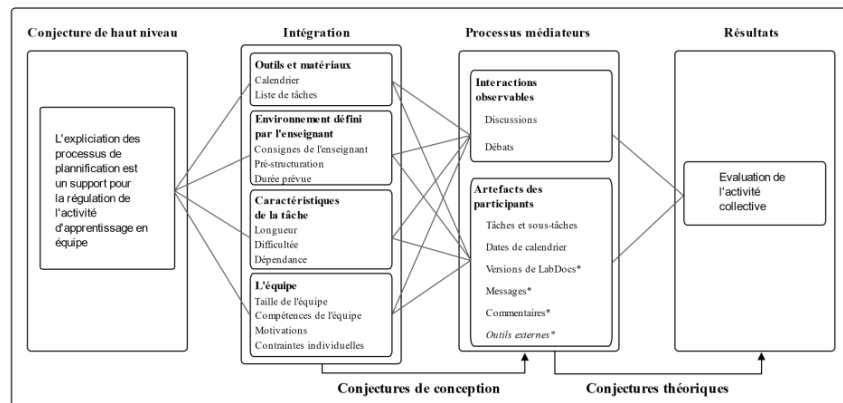 Conjecture de haut niveau
Intégration
Processus médiateurs
Résultats
L'expliciation des
processus de
plannification est
un support pour
la régulation de
l'activité
d'apprentissage en
équipe
Outils et matériaux
Calendrier
Liste de tâches
Environnement défini
par l'enseignant
Consignes de l'enseignant
Pré-structuration
Durée prévue
Caractéristiques
de la tâche
Longueur
Difficultée
Dépendance
L'équipe
Taille de l'équipe
Compétences de l'équipe
Motivations
Contraintes individuelles
Interactions
observables
Discussions
Débats
Artefacts des
participants
Tâches et sous-tâches
Dates de calendrier
Versions de LabDocs*
Messages*
Commentaires*
Outils externes*
Evaluation de
l'activité
collective
Conjectures de conception
Conjectures théoriques